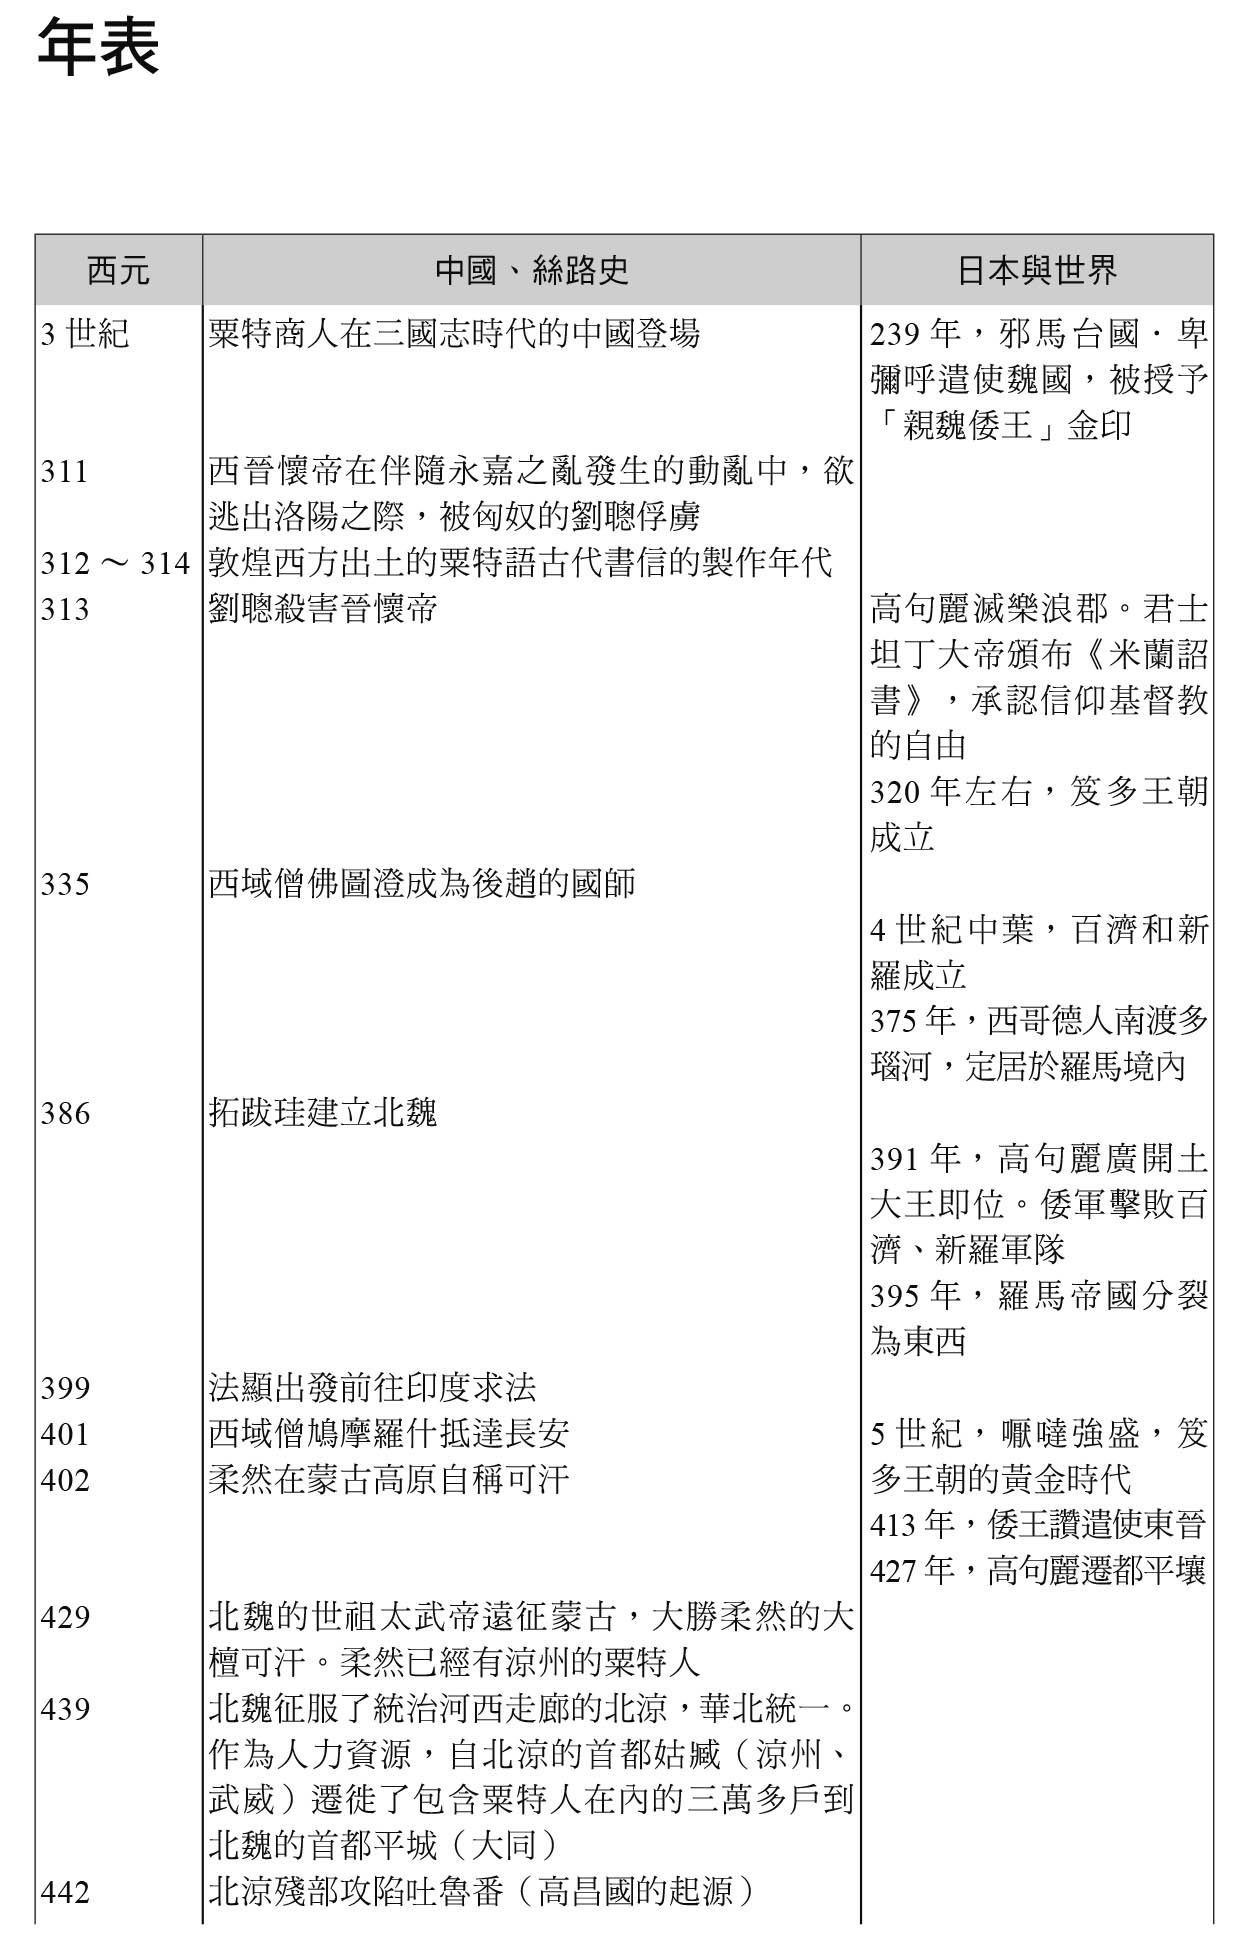 年表
西元 中國、絲路史 日本與世界
3 世紀 粟特商人在三國志時代的中國登場 239 年，邪馬台國．卑
彌呼遣使魏國，被授予
「親魏倭王」金印
311 西晉懷帝在伴隨永嘉之亂發生的動亂中，欲
逃出洛陽之際，被匈奴的劉聰俘虜
312 ～ 314 敦煌西方出土的粟特語古代書信的製作年代
313 劉聰殺害晉懷帝 高句麗滅樂浪郡。君士
坦丁大帝頒布《米蘭詔
書》，承認信仰基督教
的自由
320 年左右，笈多王朝
成立
335 西域僧佛圖澄成為後趙的國師
4 世紀中葉，百濟和新
羅成立
375 年，西哥德人南渡多
瑙河，定居於羅馬境內
386 拓跋珪建立北魏
391 年，高句麗廣開土
大王即位。倭軍擊敗百
濟、新羅軍隊
395 年，羅馬帝國分裂
為東西
399 法顯出發前往印度求法
401 西域僧鳩摩羅什抵達長安 5 世紀，嚈噠強盛，笈
402 柔然在蒙古高原自稱可汗 多王朝的黃金時代
413 年，倭王讚遣使東晉
427 年，高句麗遷都平壤
429 北魏的世祖太武帝遠征蒙古，大勝柔然的大
檀可汗。柔然已經有涼州的粟特人
439 北魏征服了統治河西走廊的北涼，華北統一。
作為人力資源，自北涼的首都姑臧（涼州、
武威）遷徙了包含粟特人在內的三萬多戶到
北魏的首都平城（大同）
442 北涼殘部攻陷吐魯番（高昌國的起源）